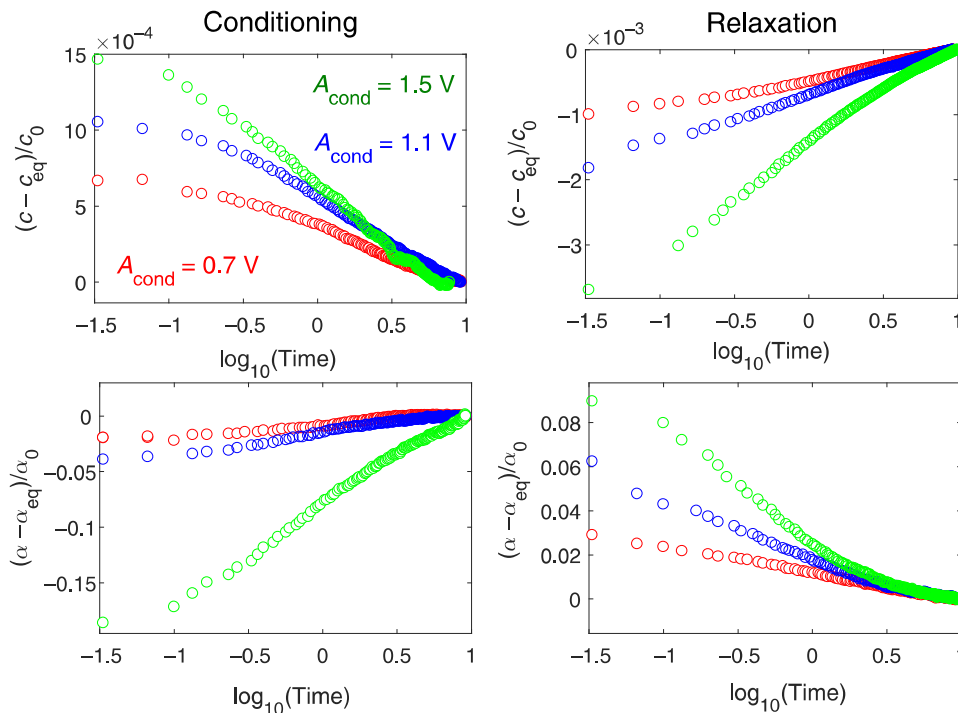 Conditioning
×10⁻⁴
15
10
5
0
(c − c_eq)/c_0
A_cond = 1.5 V
A_cond = 1.1 V
A_cond = 0.7 V
−1.5 −1 −0.5 0 0.5 1
log_10(Time)
Relaxation
×10⁻³
0
−1
−2
−3
(c − c_eq)/c_0
−1.5 −1 −0.5 0 0.5 1
log_10(Time)
0
−0.05
−0.1
−0.15
(α − α_eq)/α_0
−1.5 −1 −0.5 0 0.5 1
log_10(Time)
0.08
0.06
0.04
0.02
0
(α − α_eq)/α_0
−1.5 −1 −0.5 0 0.5 1
log_10(Time)